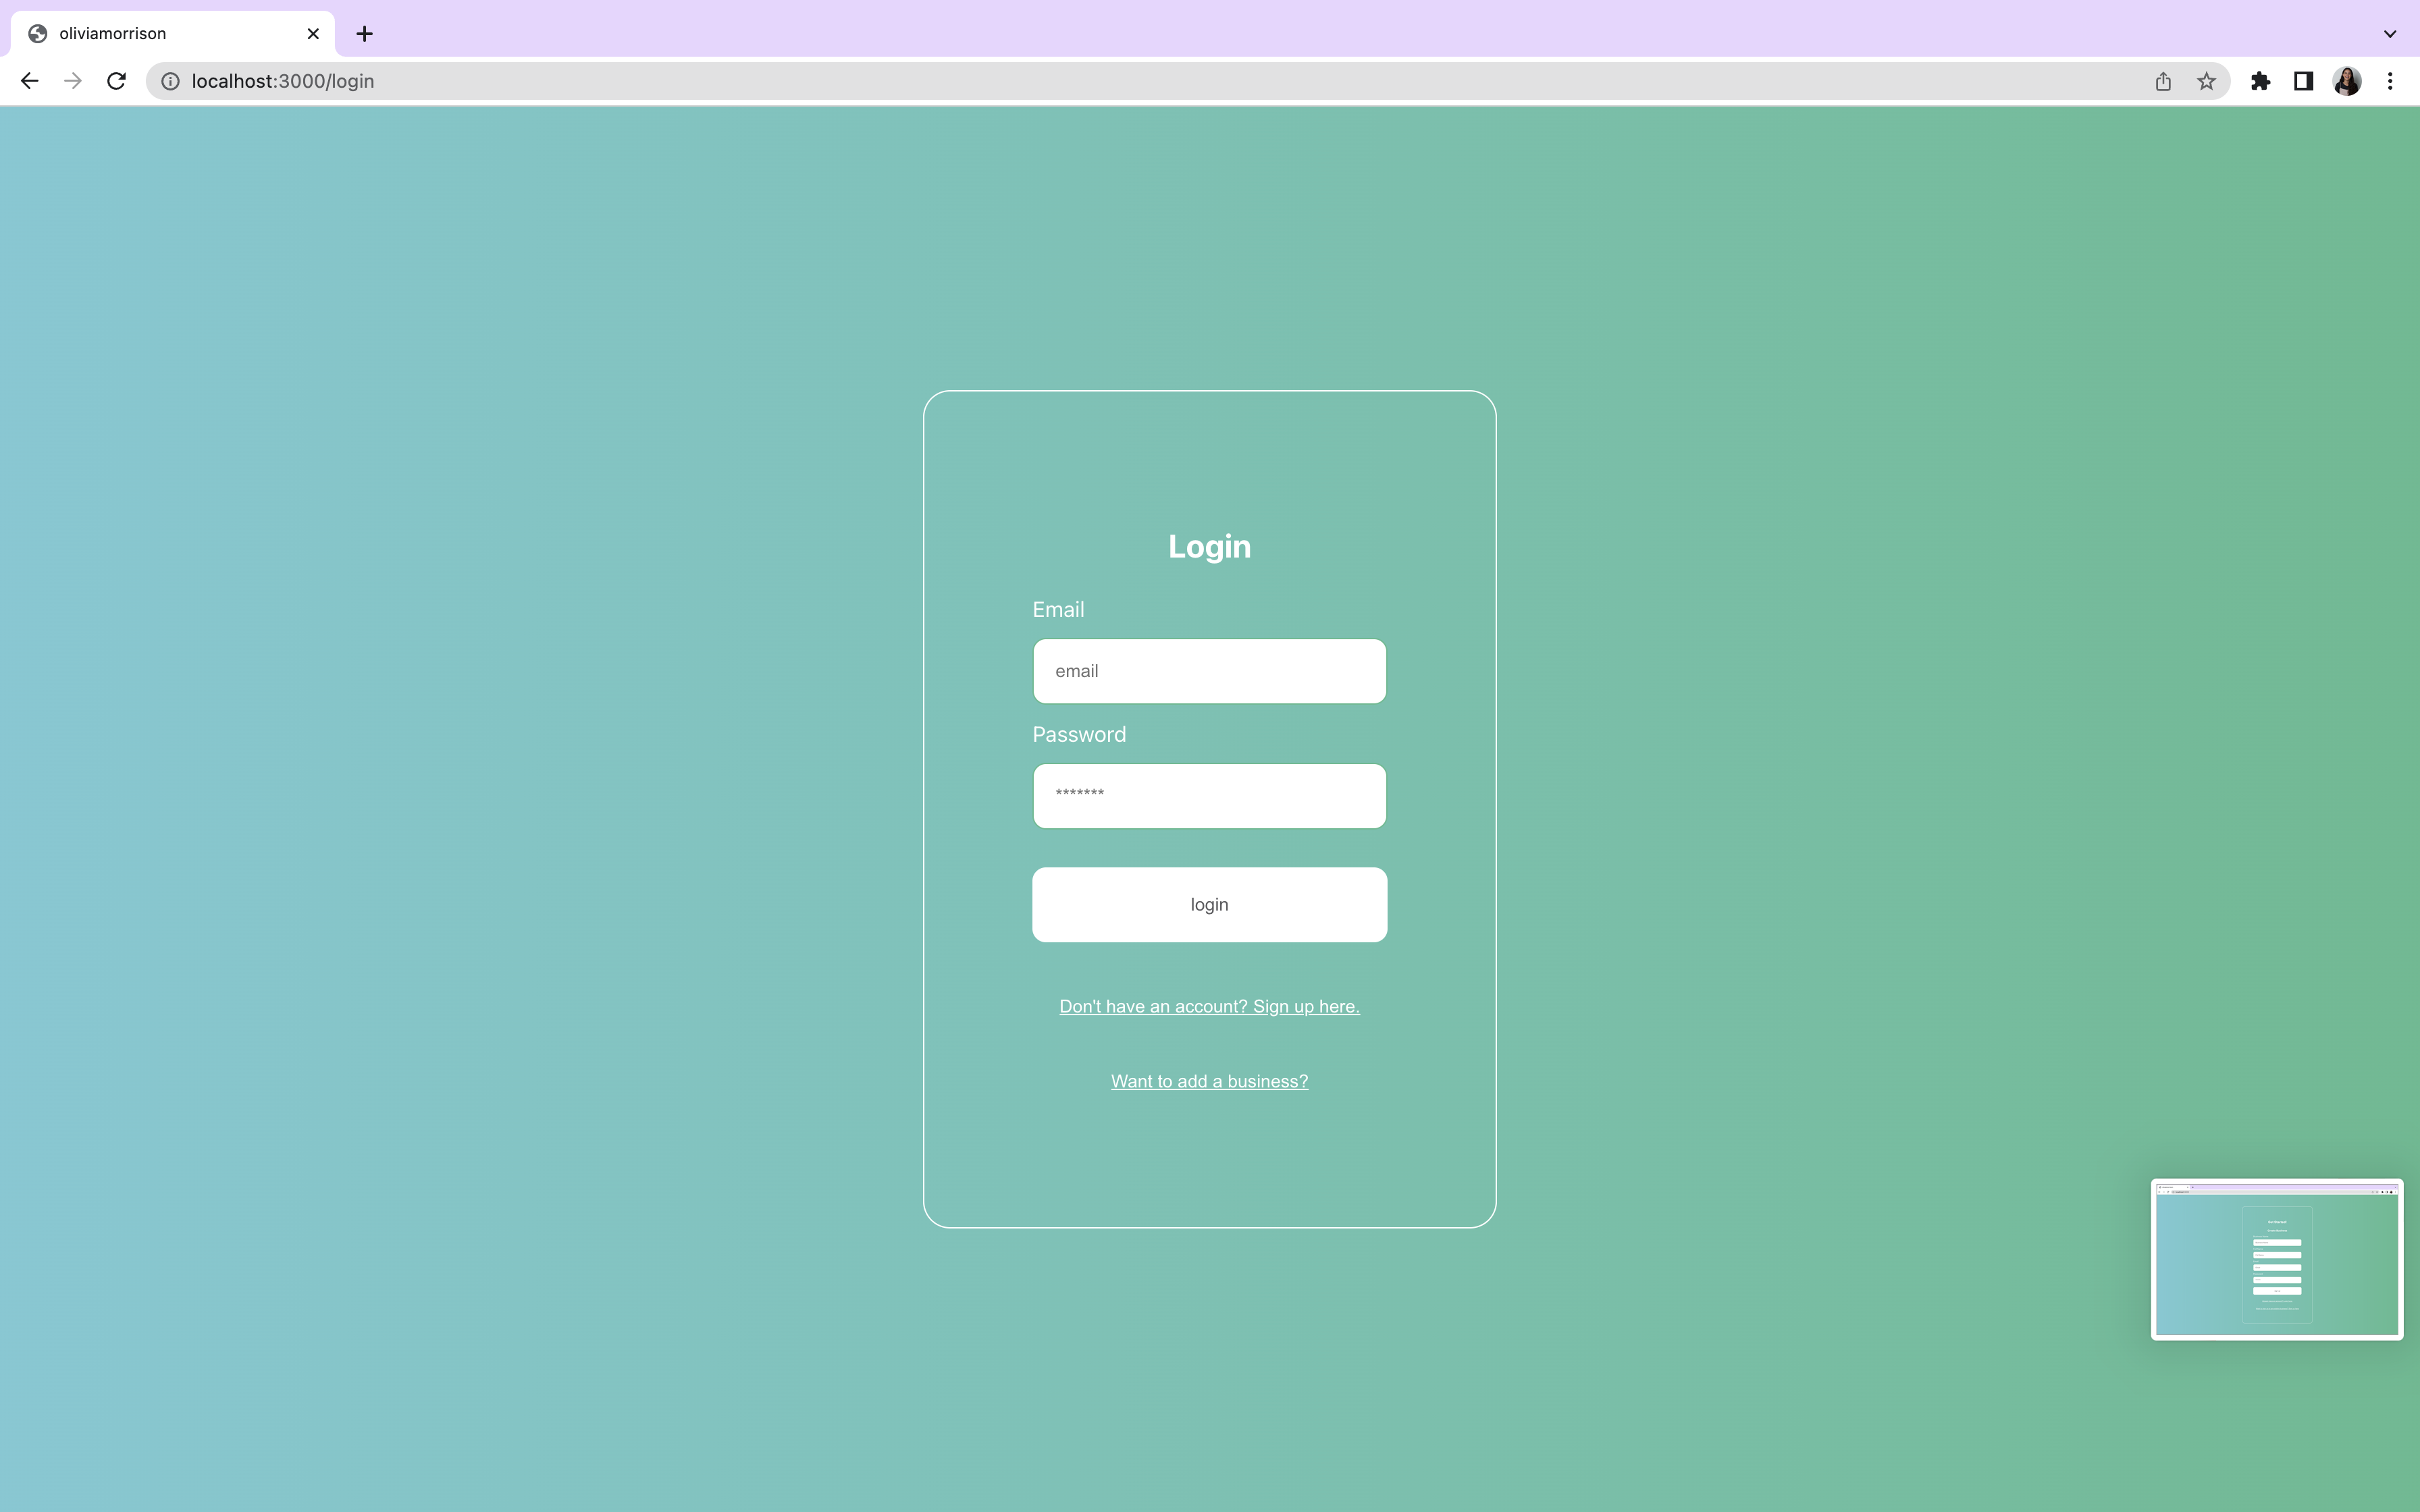 oliviamorrison
localhost:3000/login
Login
Email
email
Password
*******
login
Don't have an account? Sign up here.
Want to add a business?